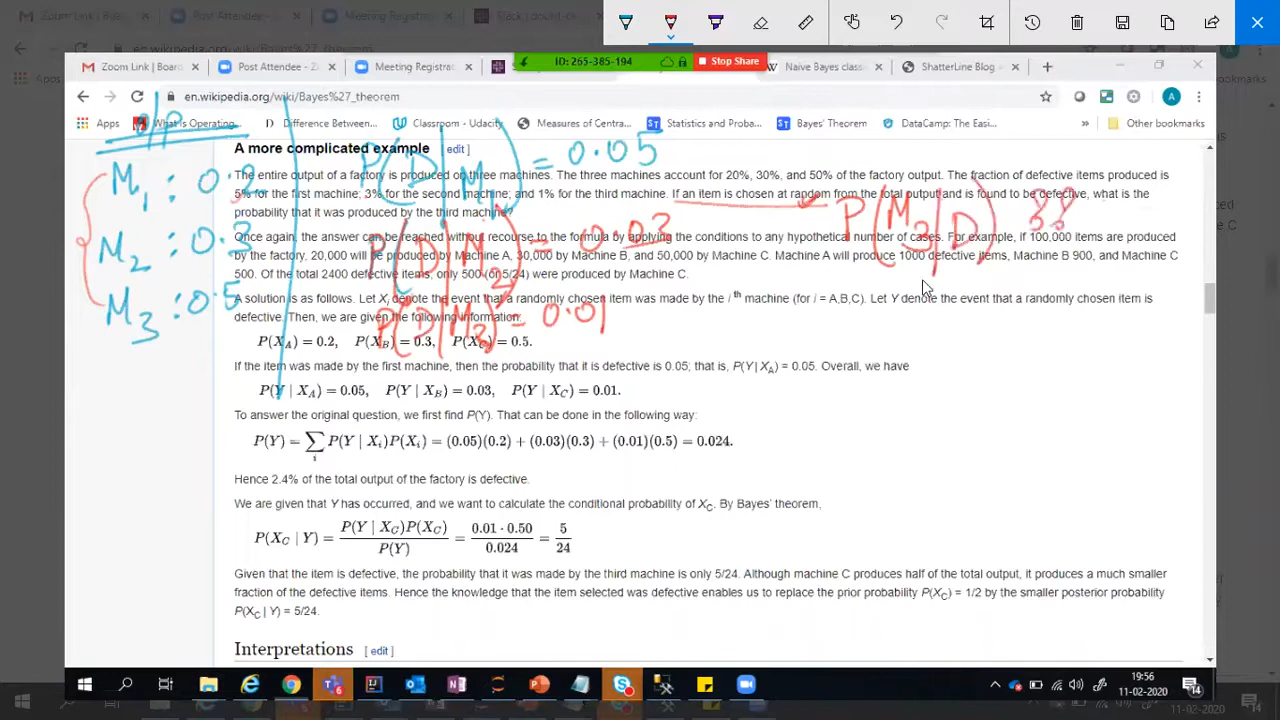 Zoom Link | Board
Post Attendee - Zo
Meeting Registrat
ID: 265-385-194
Stop Share
Naive Bayes class
ShatterLine Blog –
en.wikipedia.org/wiki/Bayes%27_theorem
Apps
What is Operating...
Difference Between...
Classroom - Udacity
Measures of Centra...
Statistics and Proba...
Bayes' Theorem
DataCamp: The Easi...
Other bookmarks
A more complicated example [ edit ]
The entire output of a factory is produced on three machines. The three machines account for 20%, 30%, and 50% of the factory output. The fraction of defective items produced is
5% for the first machine; 3% for the second machine; and 1% for the third machine. If an item is chosen at random from the total output and is found to be defective, what is the
probability that it was produced by the third machine?
Once again, the answer can be reached without recourse to the formula by applying the conditions to any hypothetical number of cases. For example, if 100,000 items are produced
by the factory, 20,000 will be produced by Machine A, 30,000 by Machine B, and 50,000 by Machine C. Machine A will produce 1000 defective items, Machine B 900, and Machine C
500. Of the total 2400 defective items, only 500 (or 5/24) were produced by Machine C.
A solution is as follows. Let Xi denote the event that a randomly chosen item was made by the i th machine (for i = A,B,C). Let Y denote the event that a randomly chosen item is
defective. Then, we are given the following information:
P(XA) = 0.2, P(XB) = 0.3, P(XC) = 0.5.
If the item was made by the first machine, then the probability that it is defective is 0.05; that is, P(Y | XA) = 0.05. Overall, we have
P(Y | XA) = 0.05, P(Y | XB) = 0.03, P(Y | XC) = 0.01.
To answer the original question, we first find P(Y). That can be done in the following way:
P(Y) = ∑i P(Y | Xi)P(Xi) = (0.05)(0.2) + (0.03)(0.3) + (0.01)(0.5) = 0.024.
Hence 2.4% of the total output of the factory is defective.
We are given that Y has occurred, and we want to calculate the conditional probability of XC. By Bayes' theorem,
P(XC | Y) = P(Y | XC)P(XC) / P(Y) = 0.01 · 0.50 / 0.024 = 5 / 24
Given that the item is defective, the probability that it was made by the third machine is only 5/24. Although machine C produces half of the total output, it produces a much smaller
fraction of the defective items. Hence the knowledge that the item selected was defective enables us to replace the prior probability P(XC) = 1/2 by the smaller posterior probability
P(XC | Y) = 5/24.
Interpretations [ edit ]
O/P
M1 : 0.2
M2 : 0.3
M3 : 0.5
P(D|M1) = 0.05
P(D|M2) = 0.03
P(D|M3) = 0.01
P(M3|D) ??
19:56
11-02-2020
14